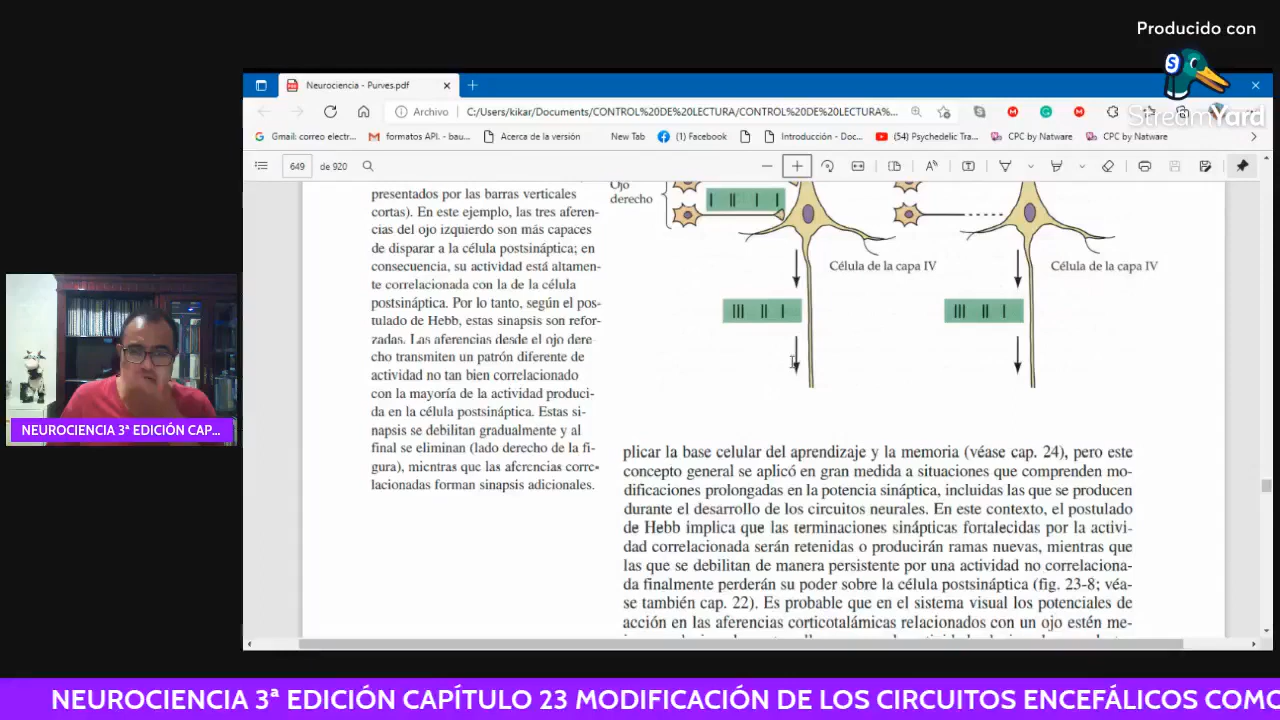 Producido con
StreamYard
Neurociencia - Purves.pdf
Archivo
C:/Users/kikar/Documents/CONTROL%20DE%20LECTURA/CONTROL%20DE%20LECTURA%...
Gmail: correo electr...
formatos API. - bau...
Acerca de la versión
New Tab
(1) Facebook
Introducción - Doc...
(54) Psychedelic Tra...
CPC by Natware
CPC by Natware
649
de 920
presentados por las barras verticales
cortas). En este ejemplo, las tres aferen-
cias del ojo izquierdo son más capaces
de disparar a la célula postsináptica; en
consecuencia, su actividad está altamen-
te correlacionada con la de la célula
postsináptica. Por lo tanto, según el pos-
tulado de Hebb, estas sinapsis son refor-
zadas. Las aferencias desde el ojo dere-
cho transmiten un patrón diferente de
actividad no tan bien correlacionado
con la mayoría de la actividad produci-
da en la célula postsináptica. Estas si-
napsis se debilitan gradualmente y al
final se eliminan (lado derecho de la fi-
gura), mientras que las aferencias corre-
lacionadas forman sinapsis adicionales.
Ojo
derecho
Célula de la capa IV
Célula de la capa IV
plicar la base celular del aprendizaje y la memoria (véase cap. 24), pero este
concepto general se aplicó en gran medida a situaciones que comprenden mo-
dificaciones prolongadas en la potencia sináptica, incluidas las que se producen
durante el desarrollo de los circuitos neurales. En este contexto, el postulado
de Hebb implica que las terminaciones sinápticas fortalecidas por la activi-
dad correlacionada serán retenidas o producirán ramas nuevas, mientras que
las que se debilitan de manera persistente por una actividad no correlaciona-
da finalmente perderán su poder sobre la célula postsináptica (fig. 23-8; véa-
se también cap. 22). Es probable que en el sistema visual los potenciales de
acción en las aferencias corticotalámicas relacionados con un ojo estén me-
NEUROCIENCIA 3ª EDICIÓN CAP...
NEUROCIENCIA 3ª EDICIÓN CAPÍTULO 23 MODIFICACIÓN DE LOS CIRCUITOS ENCEFÁLICOS COMO